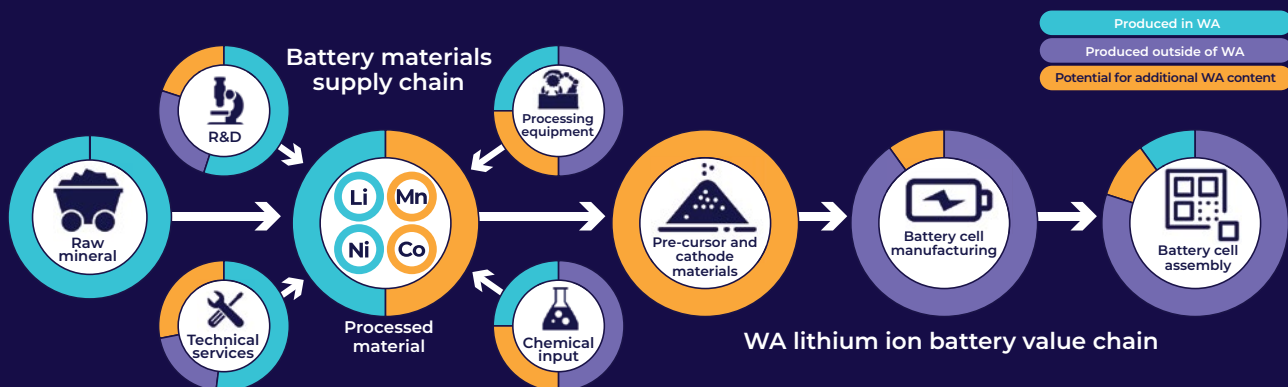 Produced in WA
Produced outside of WA
Potential for additional WA content
Battery materials
supply chain
R&D
Processing
equipment
Raw
mineral
Li
Mn
Ni
Co
Pre-cursor and
cathode
materials
Battery cell
manufacturing
Battery cell
assembly
Technical
services
Processed
material
Chemical
input
WA lithium ion battery value chain